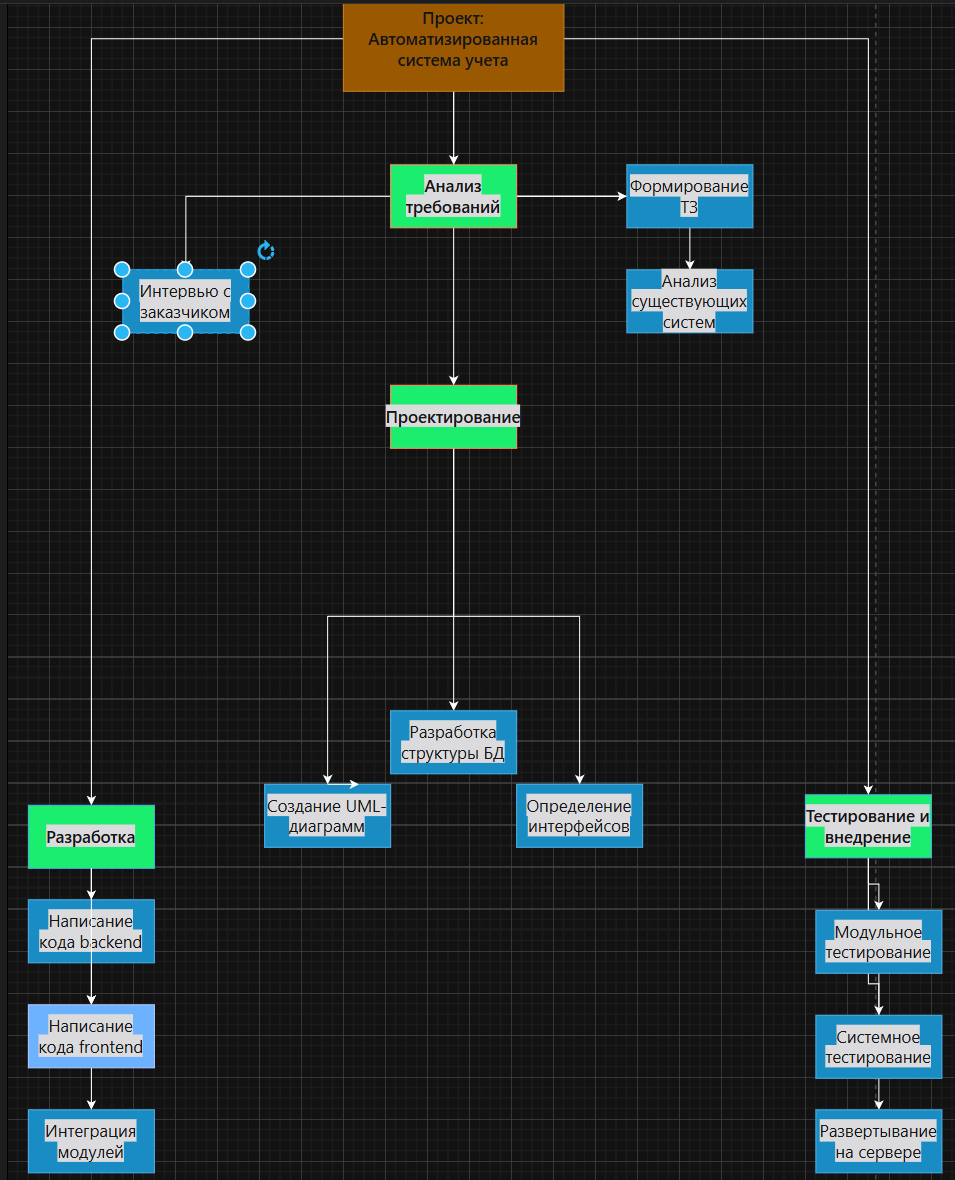 Проект:
Автоматизированная
система учета
Анализ
требований
Формирование
ТЗ
Интервью с
заказчиком
Анализ
существующих
систем
Проектирование
Разработка
структуры БД
Создание UML-
диаграмм
Определение
интерфейсов
Разработка
Тестирование и
внедрение
Написание
кода backend
Модульное
тестирование
Написание
кода frontend
Системное
тестирование
Интеграция
модулей
Развертывание
на сервере